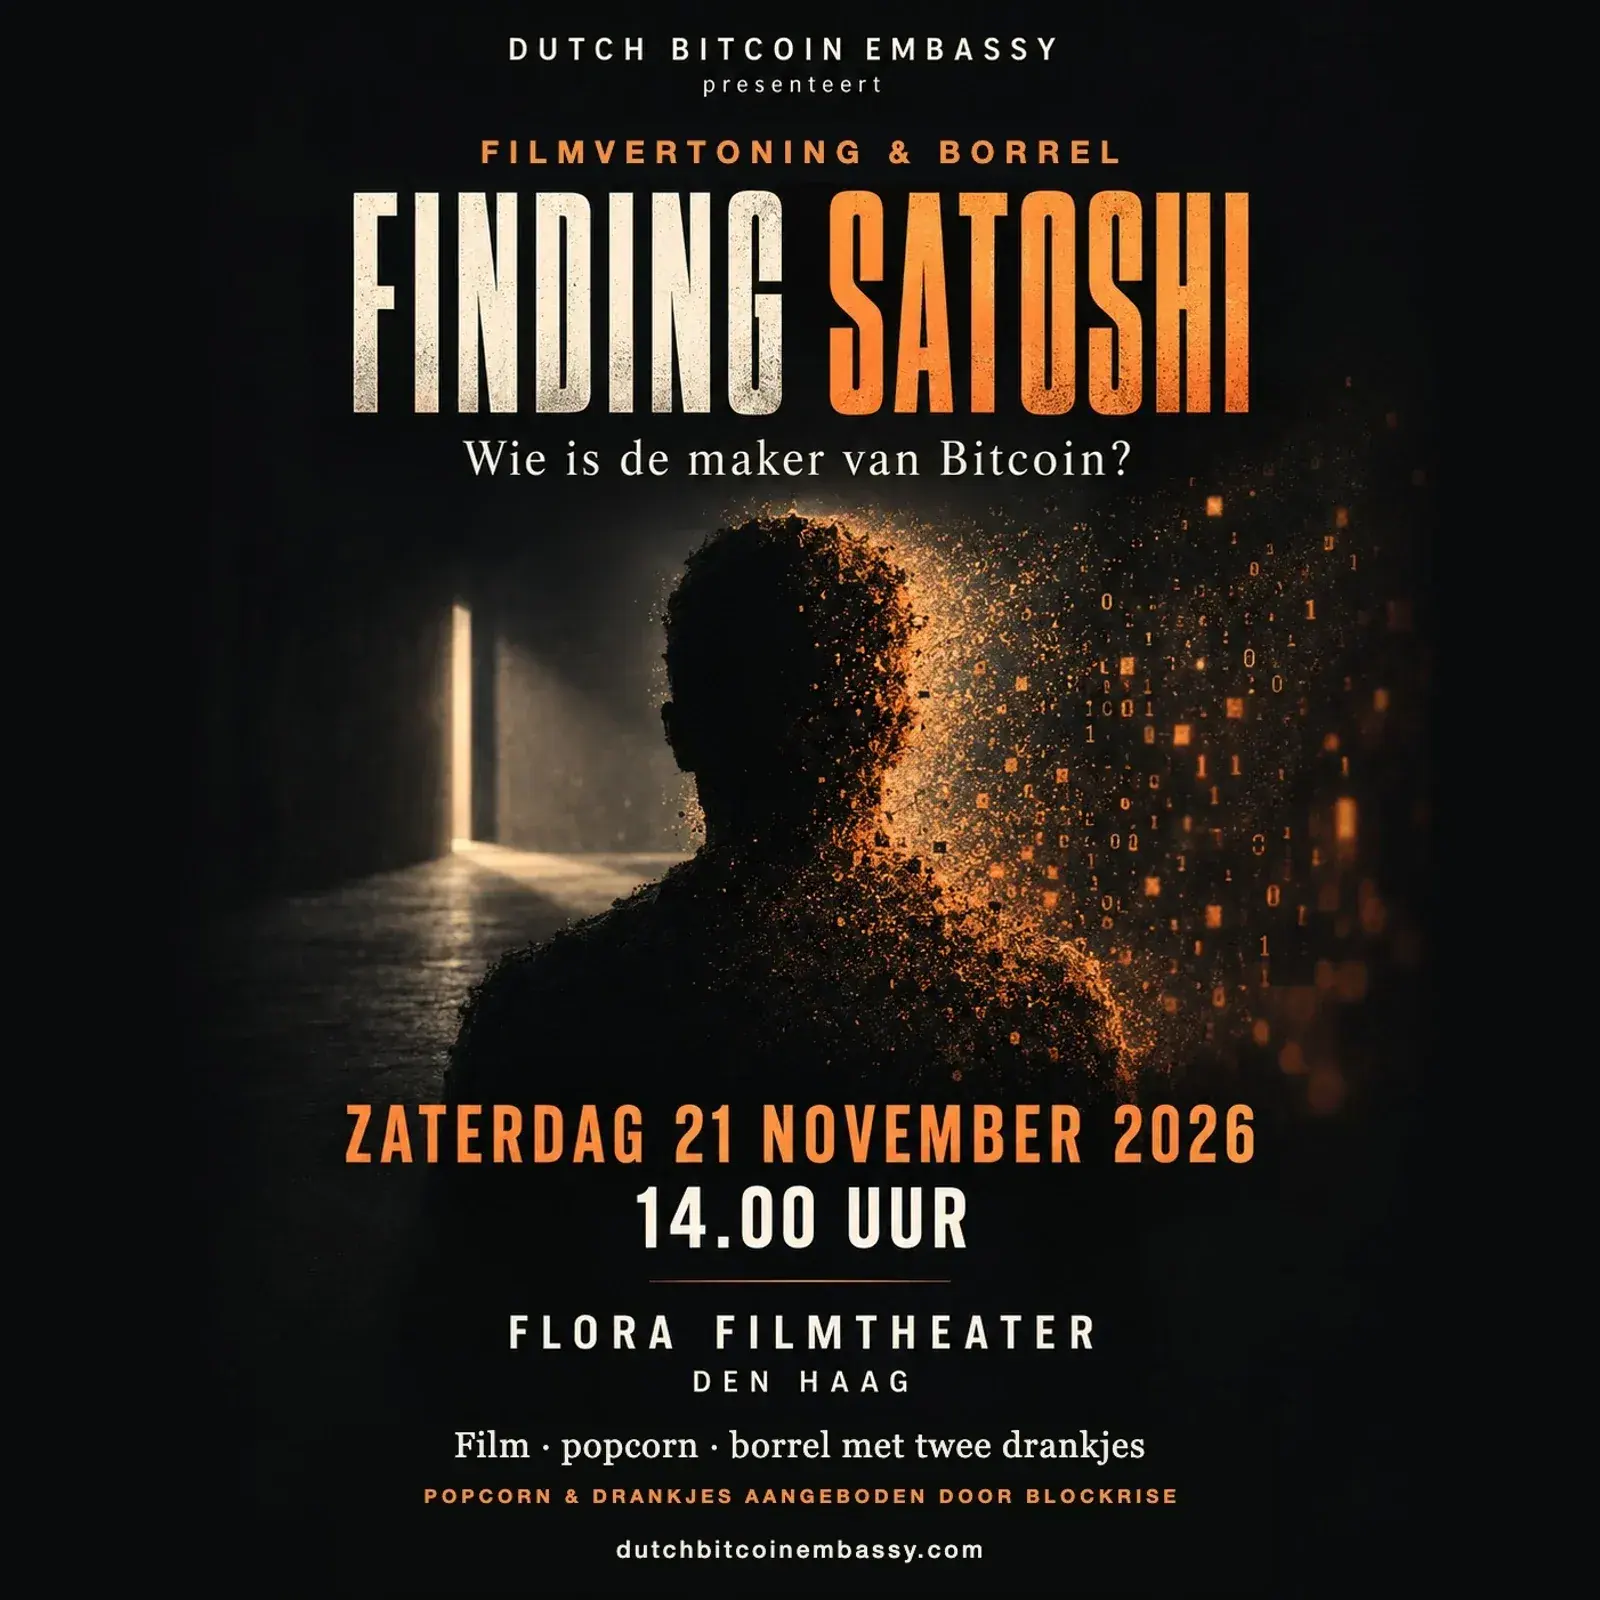 DUTCH BITCOIN EMBASSY
presenteert
FILMVERTONING & BORREL
FINDING SATOSHI
Wie is de maker van Bitcoin?
ZATERDAG 21 NOVEMBER 2026
14.00 UUR
FLORA FILMTHEATER
DEN HAAG
Film · popcorn · borrel met twee drankjes
POPCORN & DRANKJES AANGEBODEN DOOR BLOCKRISE
dutchbitcoinembassy.com